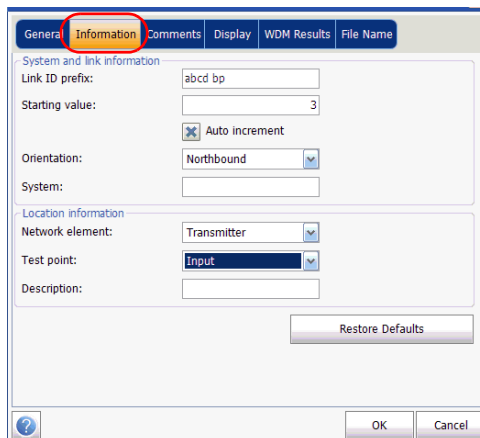 General Information Comments Display WDM Results File Name
System and link information
Link ID prefix: abcd bp
Starting value: 3
Auto increment
Orientation: Northbound
System:
Location information
Network element: Transmitter
Test point: Input
Description:
Restore Defaults
? OK Cancel